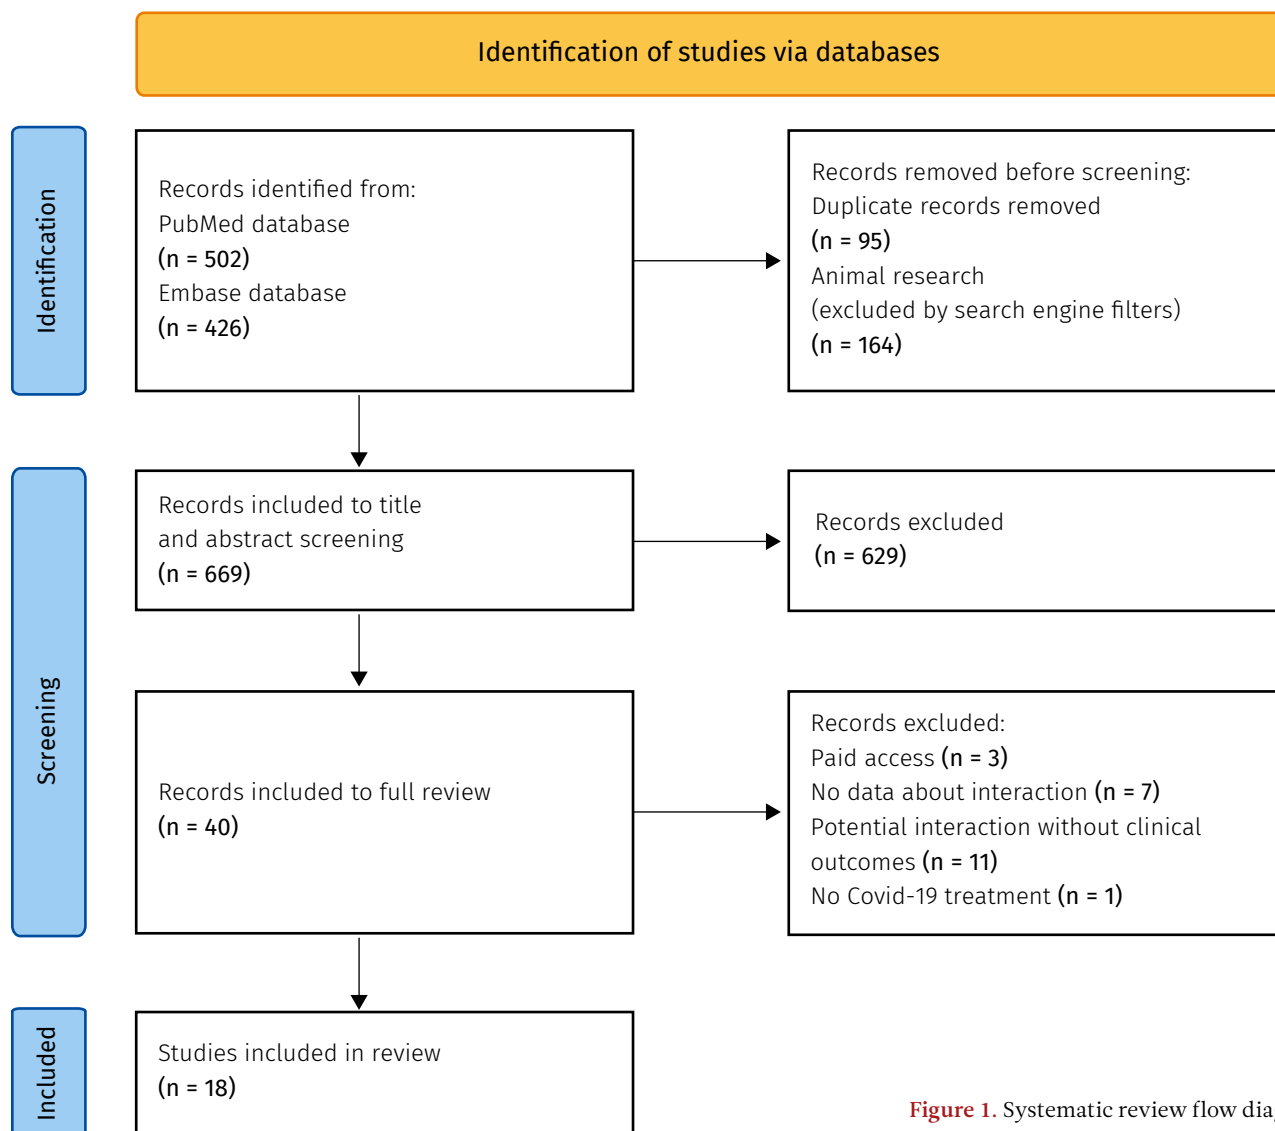 Identification of studies via databases
Identification
Records identified from:
PubMed database
(n = 502)
Embase database
(n = 426)
Records removed before screening:
Duplicate records removed
(n = 95)
Animal research
(excluded by search engine filters)
(n = 164)
Screening
Records included to title
and abstract screening
(n = 669)
Records excluded
(n = 629)
Records included to full review
(n = 40)
Records excluded:
Paid access (n = 3)
No data about interaction (n = 7)
Potential interaction without clinical
outcomes (n = 11)
No Covid-19 treatment (n = 1)
Included
Studies included in review
(n = 18)
Figure 1. Systematic review flow